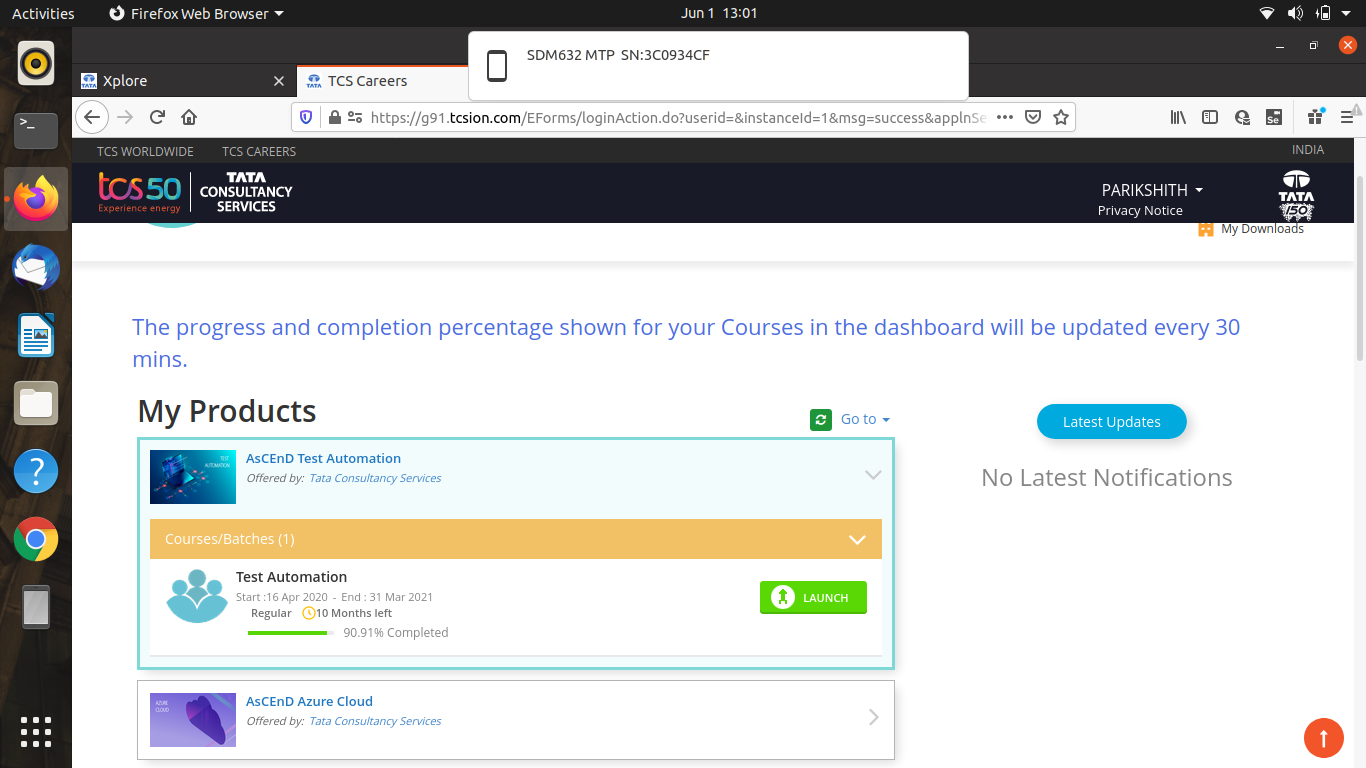 Activities
Firefox Web Browser
Jun 1 13:01
SDM632 MTP SN:3C0934CF
Xplore
TCS Careers
https://g91.tcsion.com/EForms/loginAction.do?userid=&instanceId=1&msg=success&applnSe
TCS WORLDWIDE
TCS CAREERS
INDIA
tcs 50
Experience energy
TATA
CONSULTANCY
SERVICES
PARIKSHITH
Privacy Notice
TATA
150
My Downloads
The progress and completion percentage shown for your Courses in the dashboard will be updated every 30
mins.
My Products
Go to
Latest Updates
No Latest Notifications
TEST
AUTOMATION
AsCEnD Test Automation
Offered by: Tata Consultancy Services
Courses/Batches (1)
Test Automation
Start :16 Apr 2020 - End : 31 Mar 2021
Regular 10 Months left
90.91% Completed
LAUNCH
AZURE
CLOUD
AsCEnD Azure Cloud
Offered by: Tata Consultancy Services